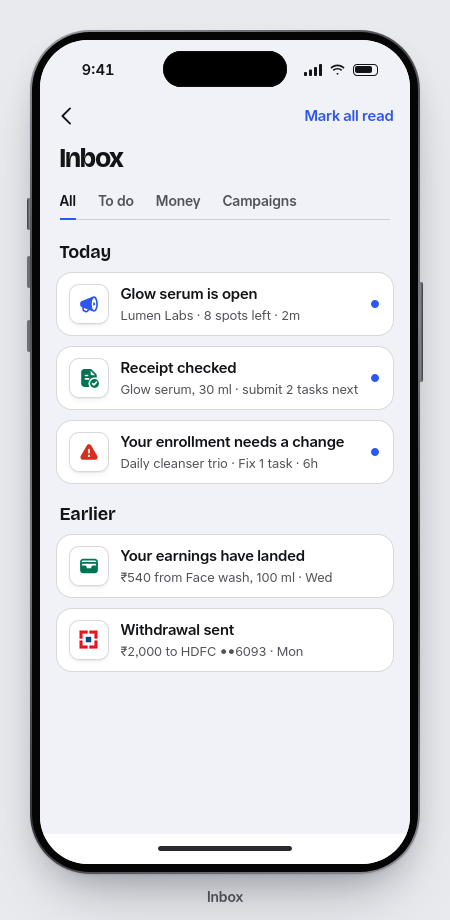 9:41
Mark all read
Inbox
All To do Money Campaigns
Today
Glow serum is open
Lumen Labs · 8 spots left · 2m
Receipt checked
Glow serum, 30 ml · submit 2 tasks next
Your enrollment needs a change
Daily cleanser trio · Fix 1 task · 6h
Earlier
Your earnings have landed
₹540 from Face wash, 100 ml · Wed
Withdrawal sent
₹2,000 to HDFC ••6093 · Mon
Inbox